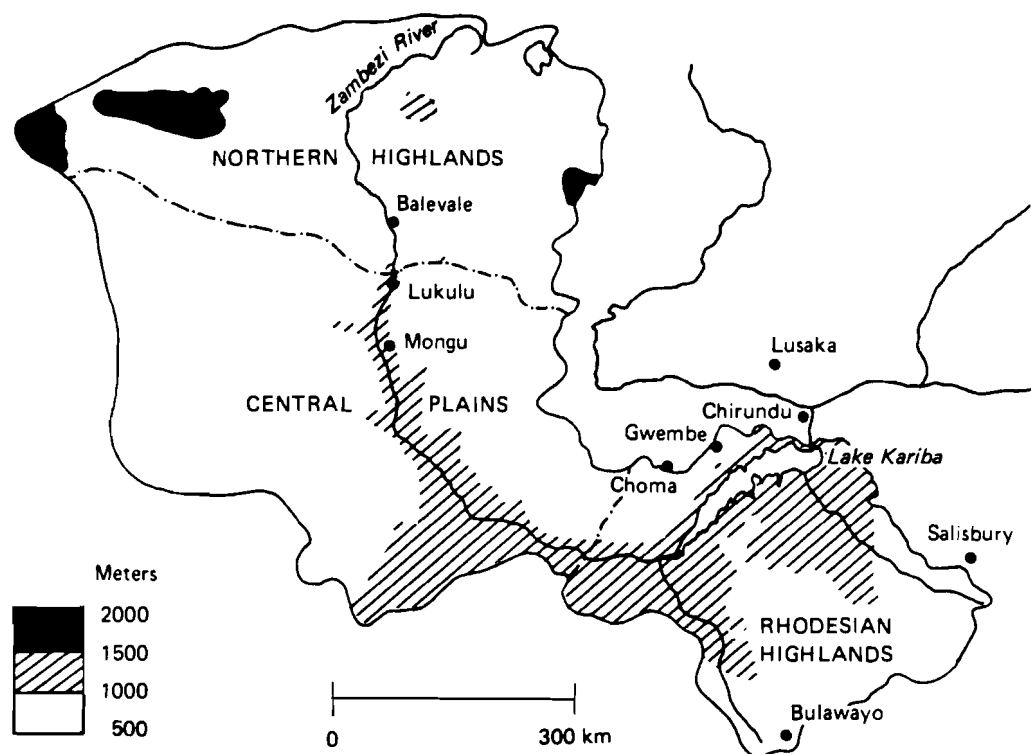 Zambezi River
NORTHERN HIGHLANDS
Balevale
Lukulu
Mongu
Lusaka
CENTRAL PLAINS
Chirundu
Gwembe
Lake Kariba
Choma
Salisbury
Meters
2000
1500
1000
500
RHODESIAN
HIGHLANDS
Bulawayo
0 300 km